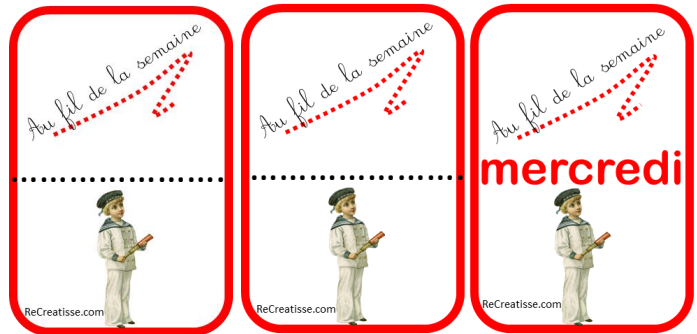 Au fil de la semaine
ReCreatisse.com
Au fil de la semaine
ReCreatisse.com
Au fil de la semaine
mercredi
ReCreatisse.com